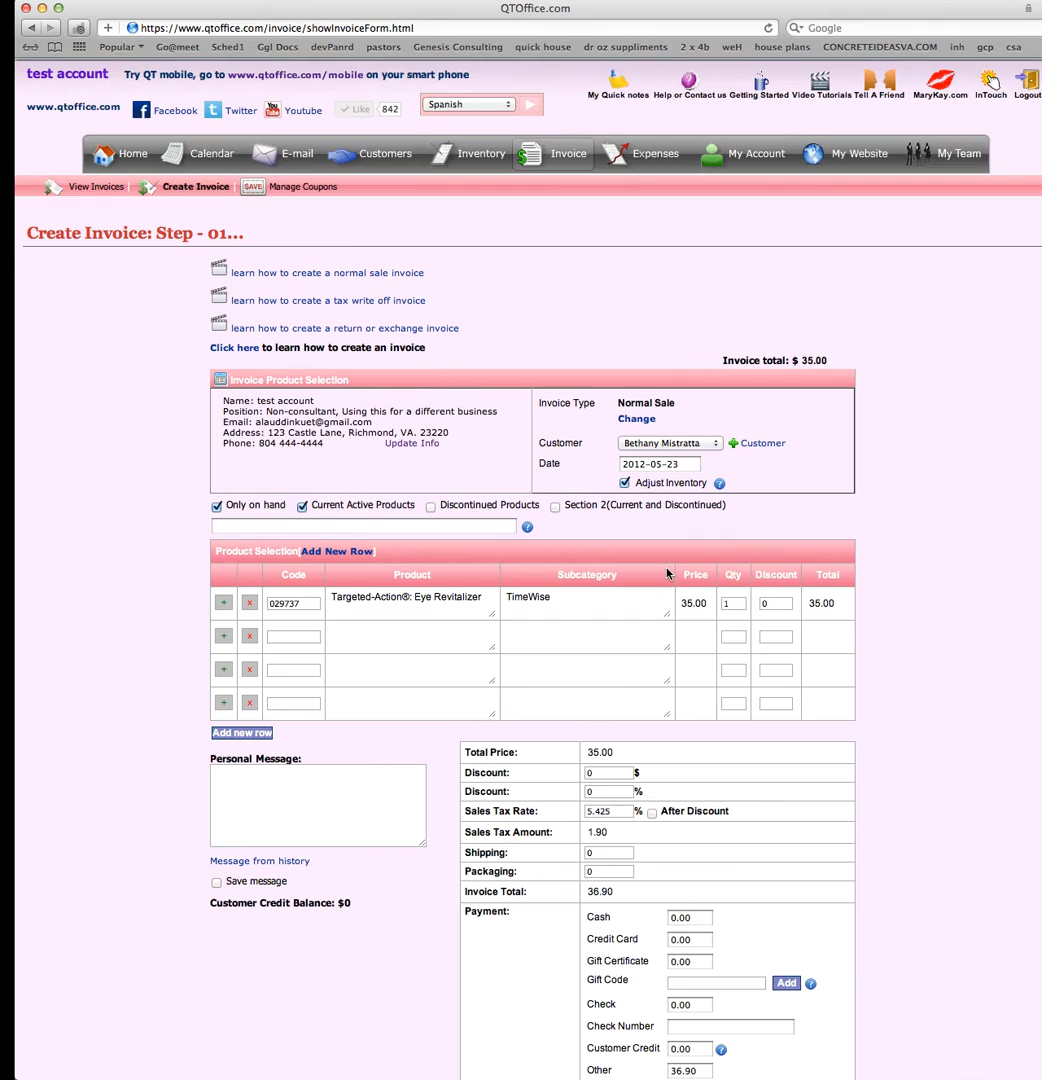 QTOffice.com
https://www.qtoffice.com/invoice/showInvoiceForm.html
Google
Popular Go@meet Sched1 Ggl Docs devPanrd pastors Genesis Consulting quick house dr oz suppliments 2 x 4b weH house plans CONCRETEIDEASVA.COM inh gcp csa
test account Try QT mobile, go to www.qtoffice.com/mobile on your smart phone
My Quick notes Help or Contact us Getting Started Video Tutorials Tell A Friend MaryKay.com InTouch Logout
www.qtoffice.com Facebook Twitter Youtube Like 842 Spanish
Home Calendar E-mail Customers Inventory Invoice Expenses My Account My Website My Team
View Invoices Create Invoice SAVE Manage Coupons
Create Invoice: Step - 01...
learn how to create a normal sale invoice
learn how to create a tax write off invoice
learn how to create a return or exchange invoice
Click here to learn how to create an invoice
Invoice total: $ 35.00
Invoice Product Selection
Name: test account
Position: Non-consultant, Using this for a different business
Email: alauddinkuet@gmail.com
Address: 123 Castle Lane, Richmond, VA. 23220
Phone: 804 444-4444 Update Info
Invoice Type Normal Sale
Change
Customer Bethany Mistratta Customer
Date 2012-05-23
Adjust Inventory ?
Only on hand Current Active Products Discontinued Products Section 2(Current and Discontinued)
?
Product Selection[Add New Row]
Code Product Subcategory Price Qty Discount Total
+ x 029737 Targeted-Action®: Eye Revitalizer TimeWise 35.00 1 0 35.00
+ x
+ x
+ x
Add new row
Personal Message:
Message from history
Save message
Customer Credit Balance: $0
Total Price: 35.00
Discount: 0 $
Discount: 0 %
Sales Tax Rate: 5.425 % After Discount
Sales Tax Amount: 1.90
Shipping: 0
Packaging: 0
Invoice Total: 36.90
Payment:
Cash 0.00
Credit Card 0.00
Gift Certificate 0.00
Gift Code Add ?
Check 0.00
Check Number
Customer Credit 0.00 ?
Other 36.90